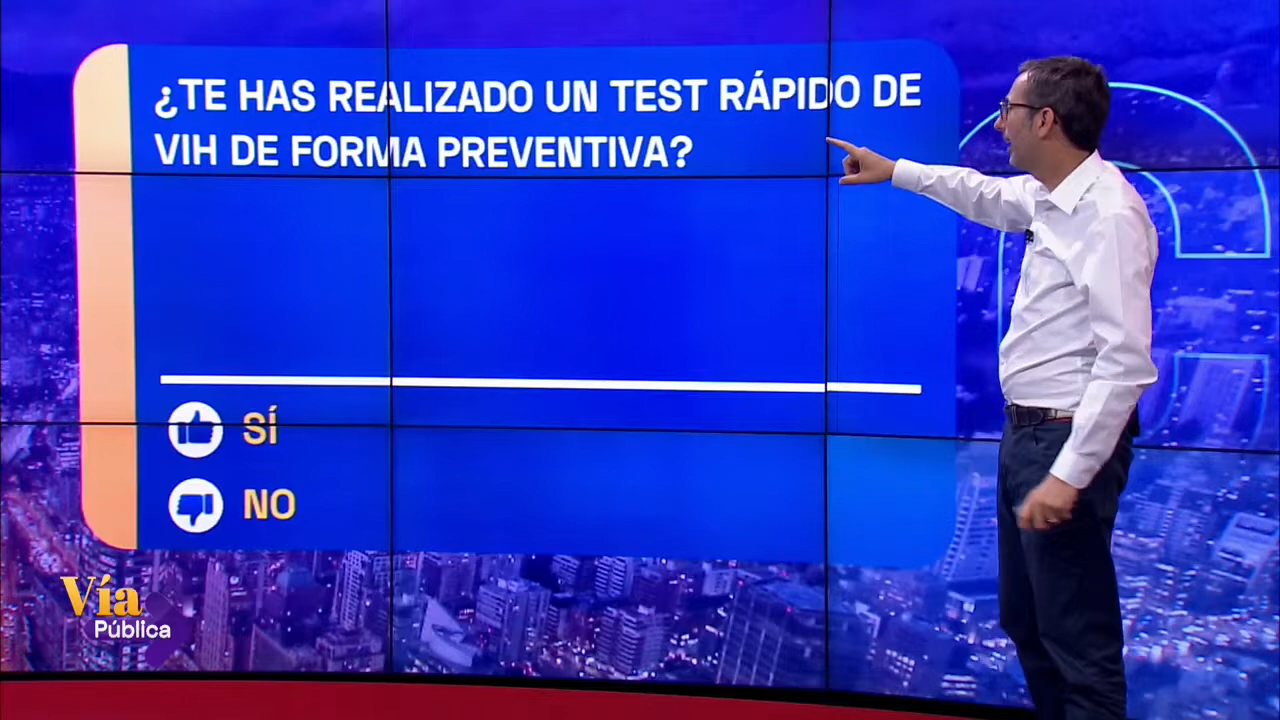 ¿TE HAS REALIZADO UN TEST RÁPIDO DE
VIH DE FORMA PREVENTIVA?
SÍ
NO
Vía
Pública